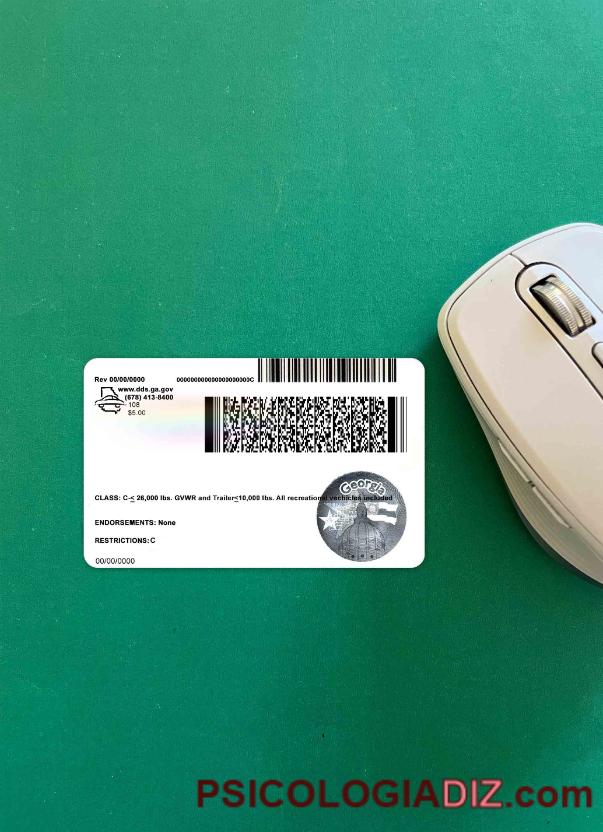 Rev 00/00/0000 000000000000000000000C
www.dds.ga.gov
(678) 413-8400
108
$5.00
Georgia
CLASS: C-≤ 26,000 lbs. GVWR and Trailer≤10,000 lbs. All recreational vechicles included
ENDORSEMENTS: None
RESTRICTIONS:C
00/00/0000
PSICOLOGIADIZ.com